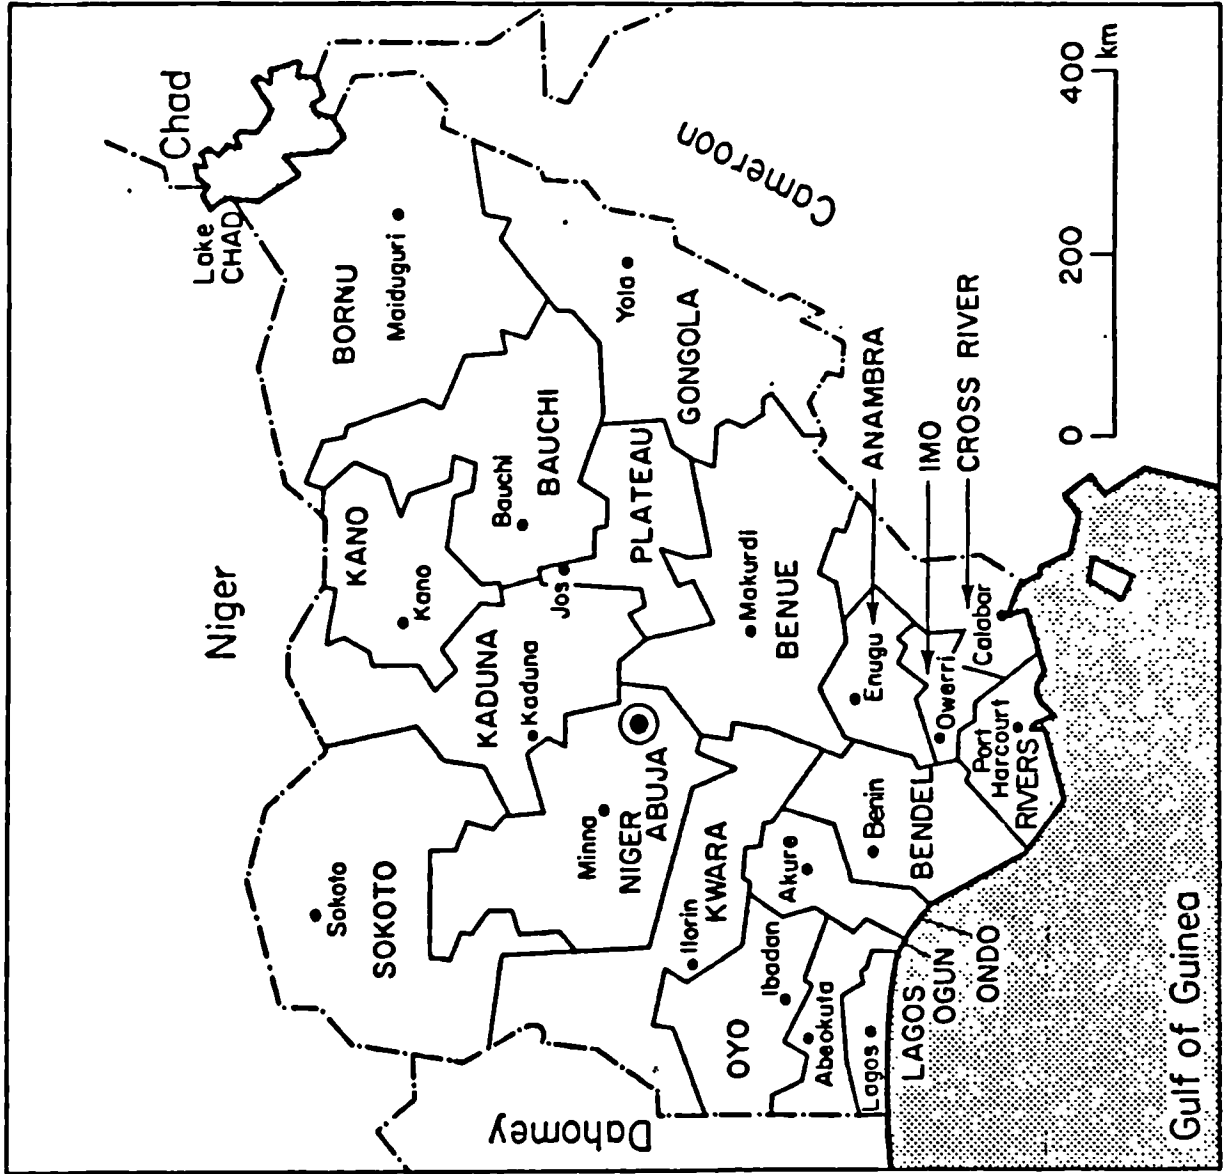 Chad
Lake
CHAD
Niger
BORNU
Maiduguri
KANO
Kano
Sokoto
SOKOTO
KADUNA
Kaduna
Bauchi
BAUCHI
Jos
Yola
GONGOLA
Cameroon
PLATEAU
Minna
NIGER
ABUJA
Makurdi
BENUE
Ilorin
KWARA
Dahomey
OYO
Ibadan
Akure
Abeokuta
Benin
BENDEL
Enugu
ANAMBRA
Lagos
LAGOS
OGUN
ONDO
Owerri
IMO
Calabar
CROSS RIVER
Port
Harcourt
RIVERS
Gulf of Guinea
0 200 400
km